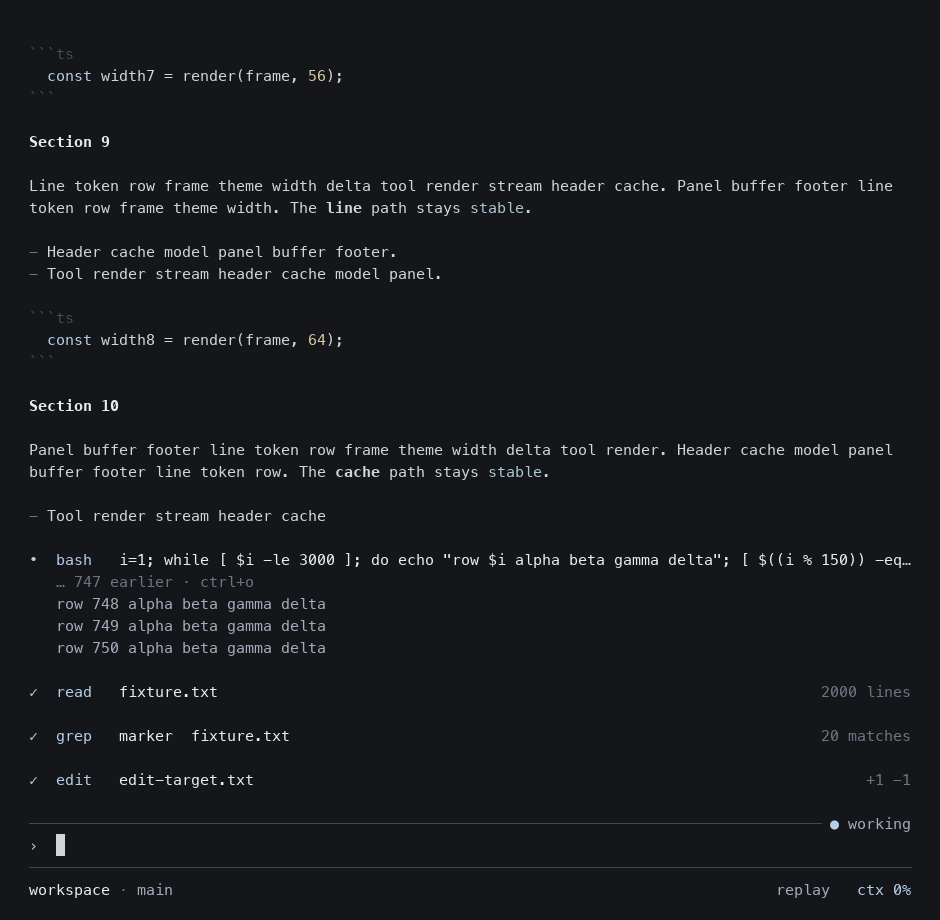 ```ts
  const width7 = render(frame, 56);
```
Section 9
Line token row frame theme width delta tool render stream header cache. Panel buffer footer line
token row frame theme width. The line path stays stable.
– Header cache model panel buffer footer.
– Tool render stream header cache model panel.
```ts
  const width8 = render(frame, 64);
```
Section 10
Panel buffer footer line token row frame theme width delta tool render. Header cache model panel
buffer footer line token row. The cache path stays stable.
– Tool render stream header cache
•  bash   i=1; while [ $i -le 3000 ]; do echo "row $i alpha beta gamma delta"; [ $((i % 150)) -eq…
… 747 earlier · ctrl+o
row 748 alpha beta gamma delta
row 749 alpha beta gamma delta
row 750 alpha beta gamma delta
✓  read   fixture.txt   2000 lines
✓  grep   marker  fixture.txt   20 matches
✓  edit   edit-target.txt   +1 -1
● working
›
workspace · main   replay   ctx 0%